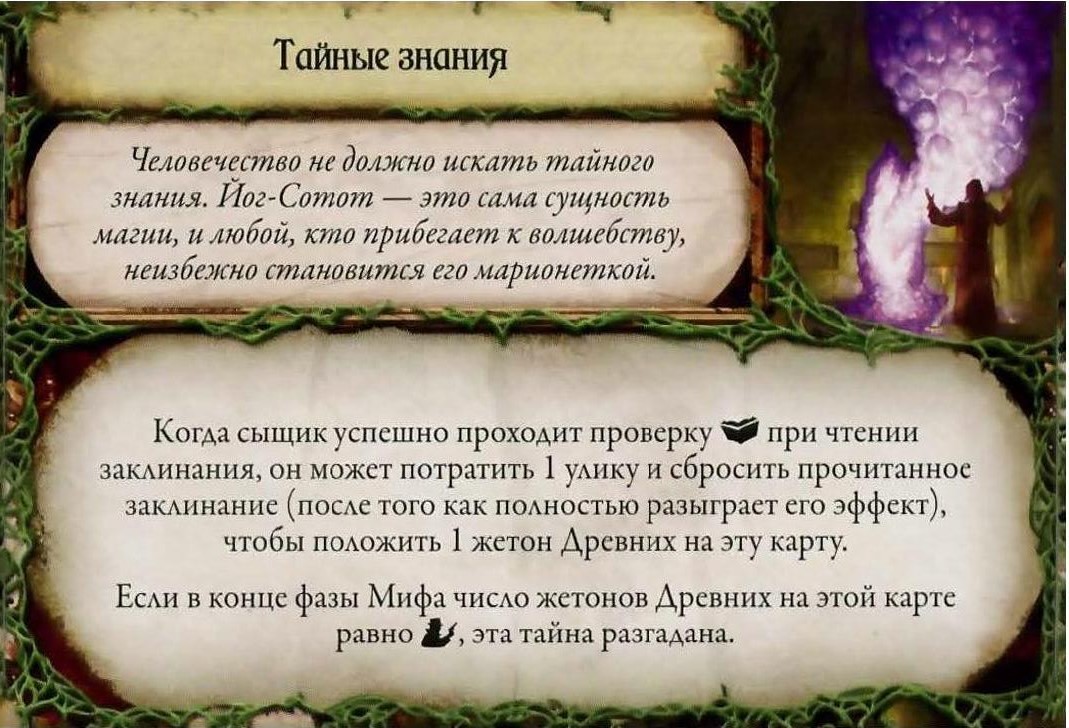 Тайные знания
Человечество не должно искать тайного
знания. Йог-Сотот — это сама сущность
магии, и любой, кто прибегает к волшебству,
неизбежно становится его марионеткой.
Когда сыщик успешно проходит проверку при чтении
заклинания, он может потратить 1 улику и сбросить прочитанное
заклинание (после того как полностью разыграет его эффект),
чтобы положить 1 жетон Древних на эту карту.
Если в конце фазы Мифа число жетонов Древних на этой карте
равно , эта тайна разгадана.